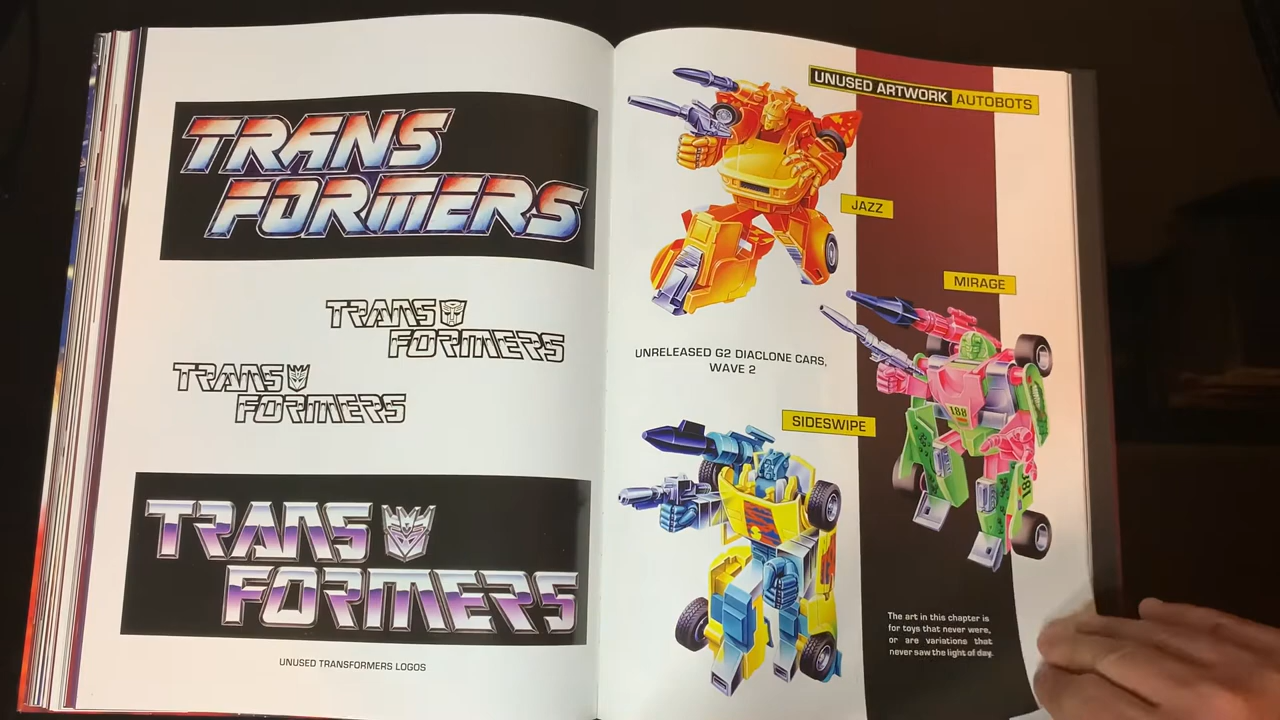 TRANS
FORMERS
TRANS
FORMERS
TRANS
FORMERS
TRANS
FORMERS
UNUSED TRANSFORMERS LOGOS
UNUSED ARTWORK AUTOBOTS
JAZZ
MIRAGE
UNRELEASED G2 DIACLONE CARS,
WAVE 2
SIDESWIPE
188
188
The art in this chapter is
for toys that never were,
or are variations that
never saw the light of day.